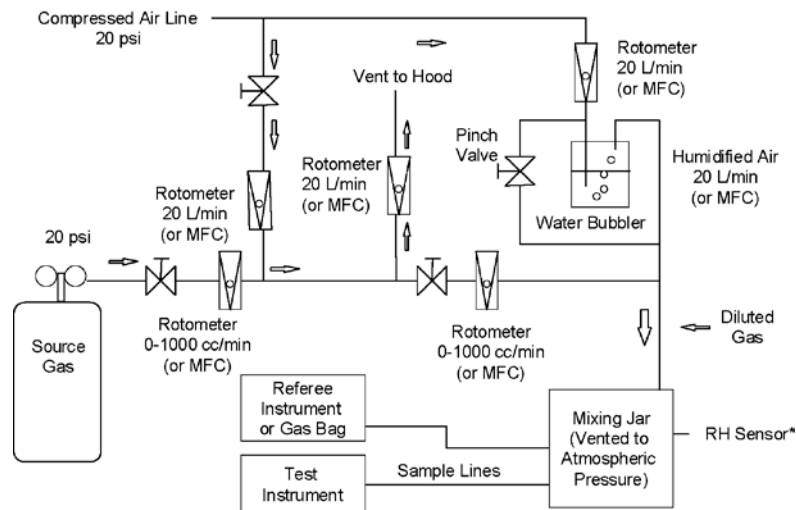 Compressed Air Line
20 psi
Rotometer
20 L/min
(or MFC)
Vent to Hood
Pinch
Valve
Rotometer
20 L/min
(or MFC)
Humidified Air
20 L/min
(or MFC)
Rotometer
20 L/min
(or MFC)
Water Bubbler
20 psi
Rotometer
0-1000 cc/min
(or MFC)
Rotometer
0-1000 cc/min
(or MFC)
Diluted
Gas
Source
Gas
Referee
Instrument
or Gas Bag
Mixing Jar
(Vented to
Atmospheric
Pressure)
RH Sensor*
Test
Instrument
Sample Lines